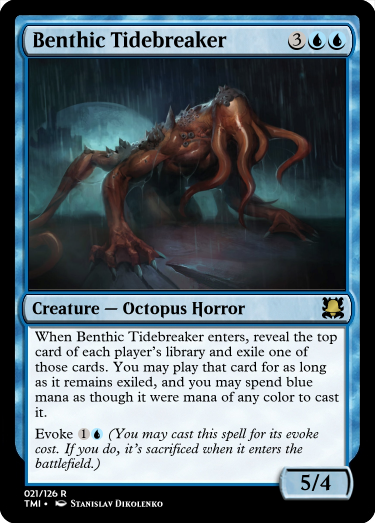 Benthic Tidebreaker 3
Creature — Octopus Horror
When Benthic Tidebreaker enters, reveal the top
card of each player's library and exile one of
those cards. You may play that card for as long
as it remains exiled, and you may spend blue
mana as though it were mana of any color to cast
it.
Evoke 1 (You may cast this spell for its evoke
cost. If you do, it's sacrificed when it enters the
battlefield.)
5/4
021/126 R
TMI • Stanislav Dikolenko